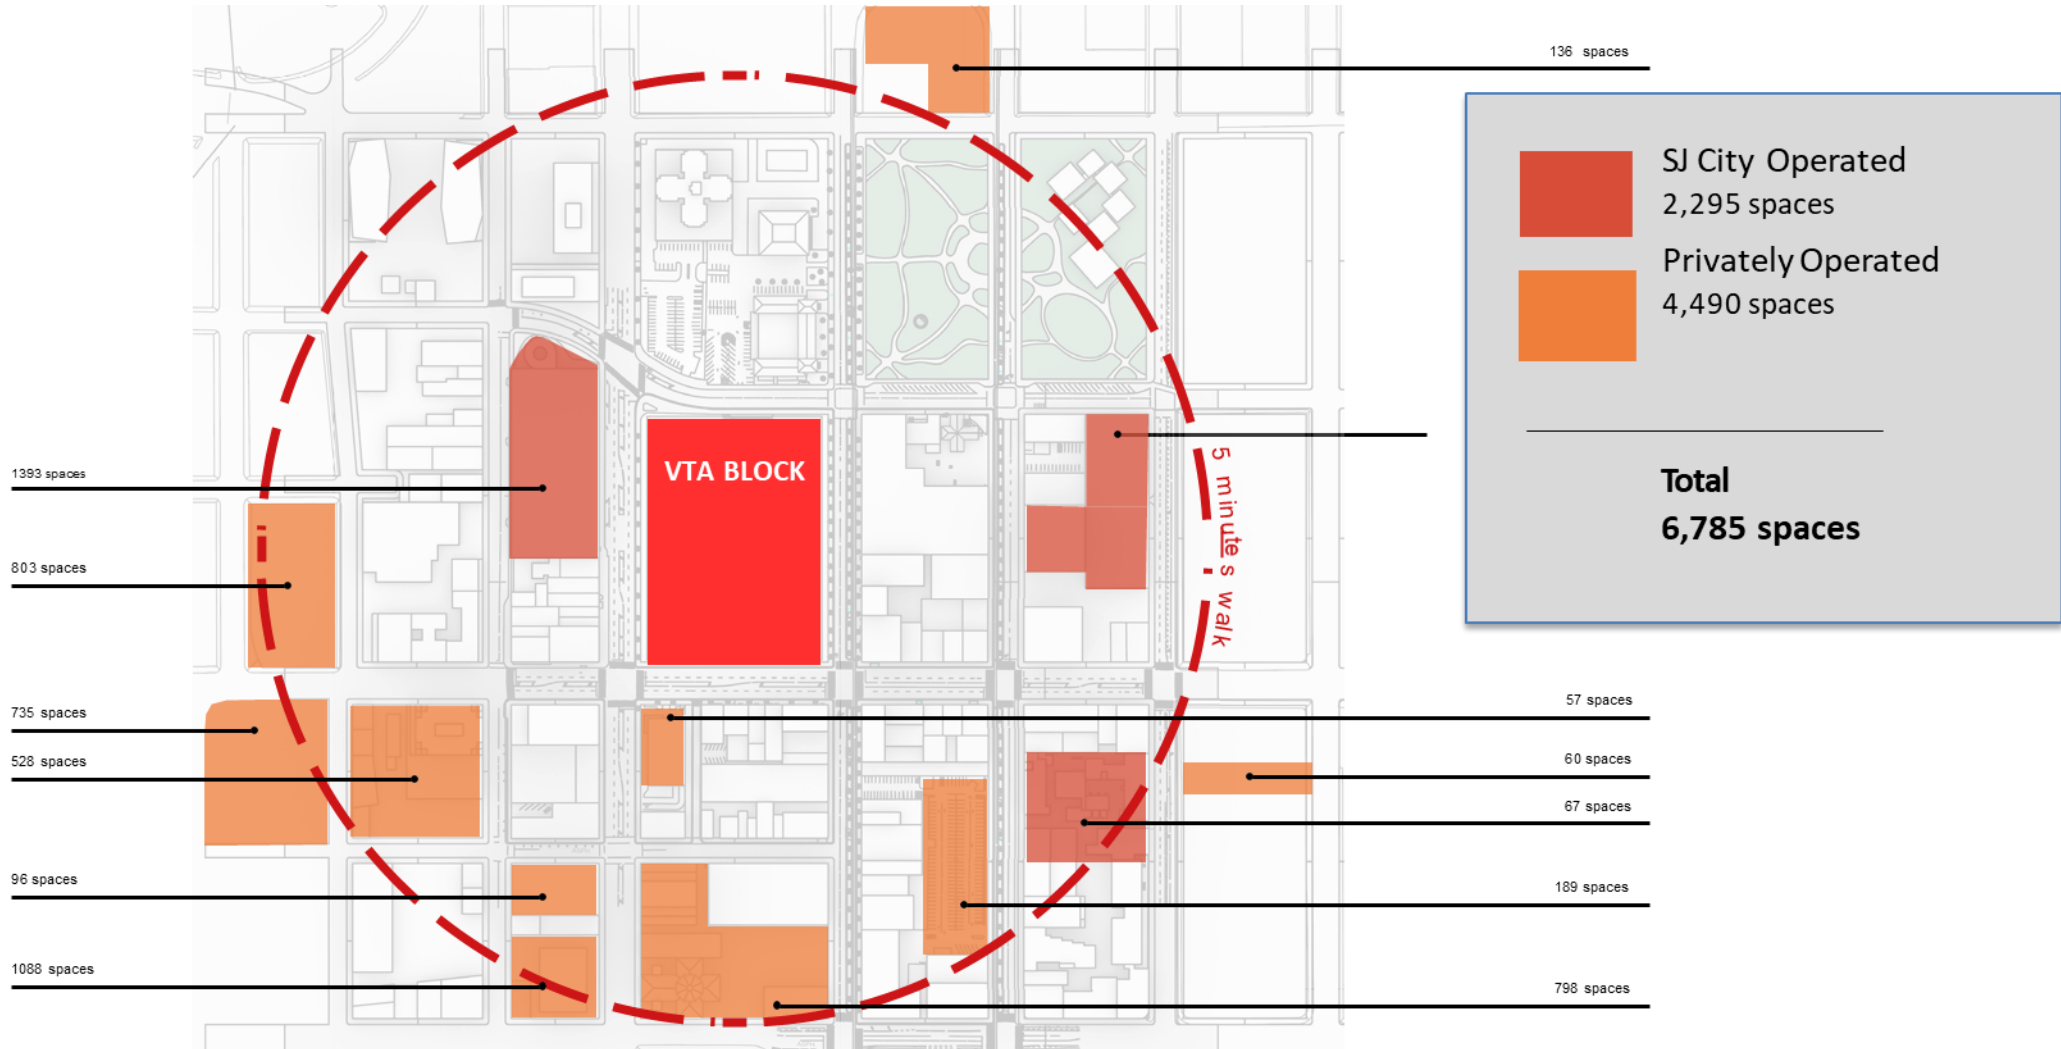 136 spaces
SJ City Operated
2,295 spaces
Privately Operated
4,490 spaces
Total
6,785 spaces
VTA BLOCK
5 minutes walk
1393 spaces
803 spaces
735 spaces
528 spaces
96 spaces
1088 spaces
57 spaces
60 spaces
67 spaces
189 spaces
798 spaces